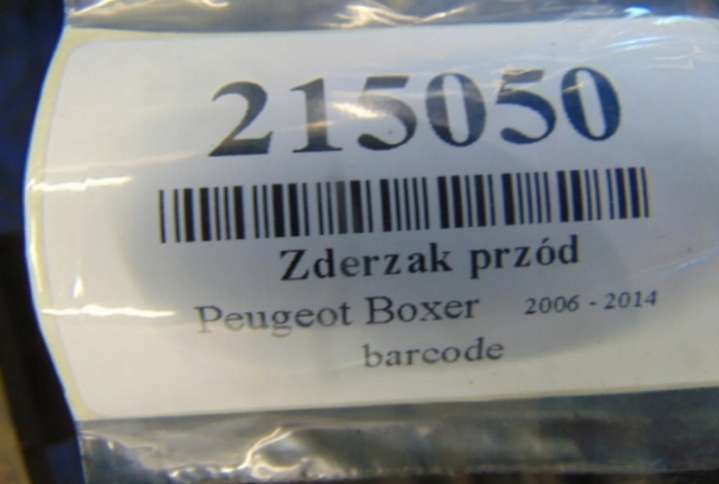 215050
Zderzak przód
Peugeot Boxer 2006 - 2014
barcode